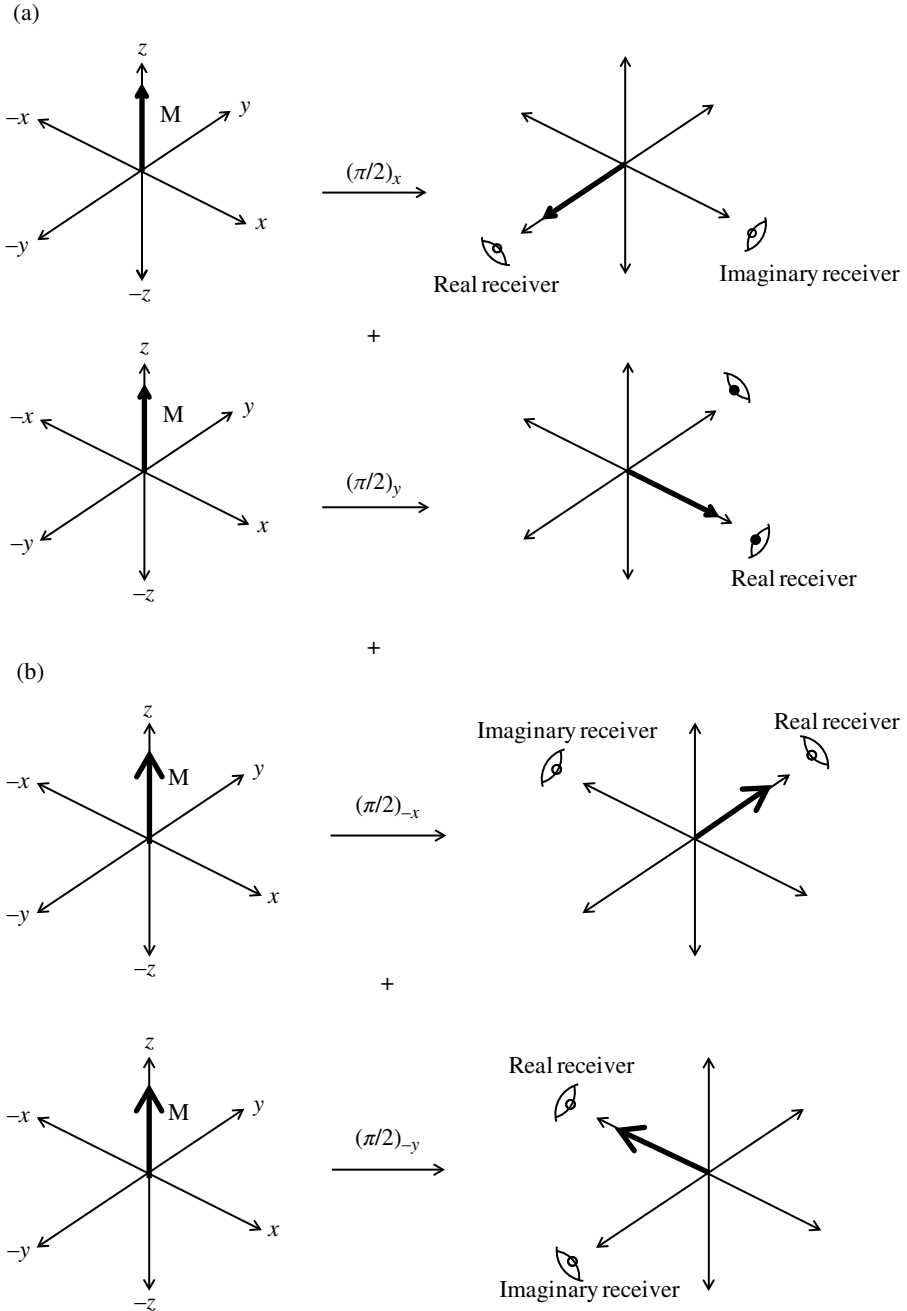 (a)
z
M
y
–x
x
–y
–z
(π/2)x
Real receiver
Imaginary receiver
+
z
M
y
–x
x
–y
–z
(π/2)y
Real receiver
+
(b)
z
M
y
–x
x
–y
–z
(π/2)–x
Imaginary receiver
Real receiver
+
z
M
y
–x
x
–y
–z
(π/2)–y
Real receiver
Imaginary receiver